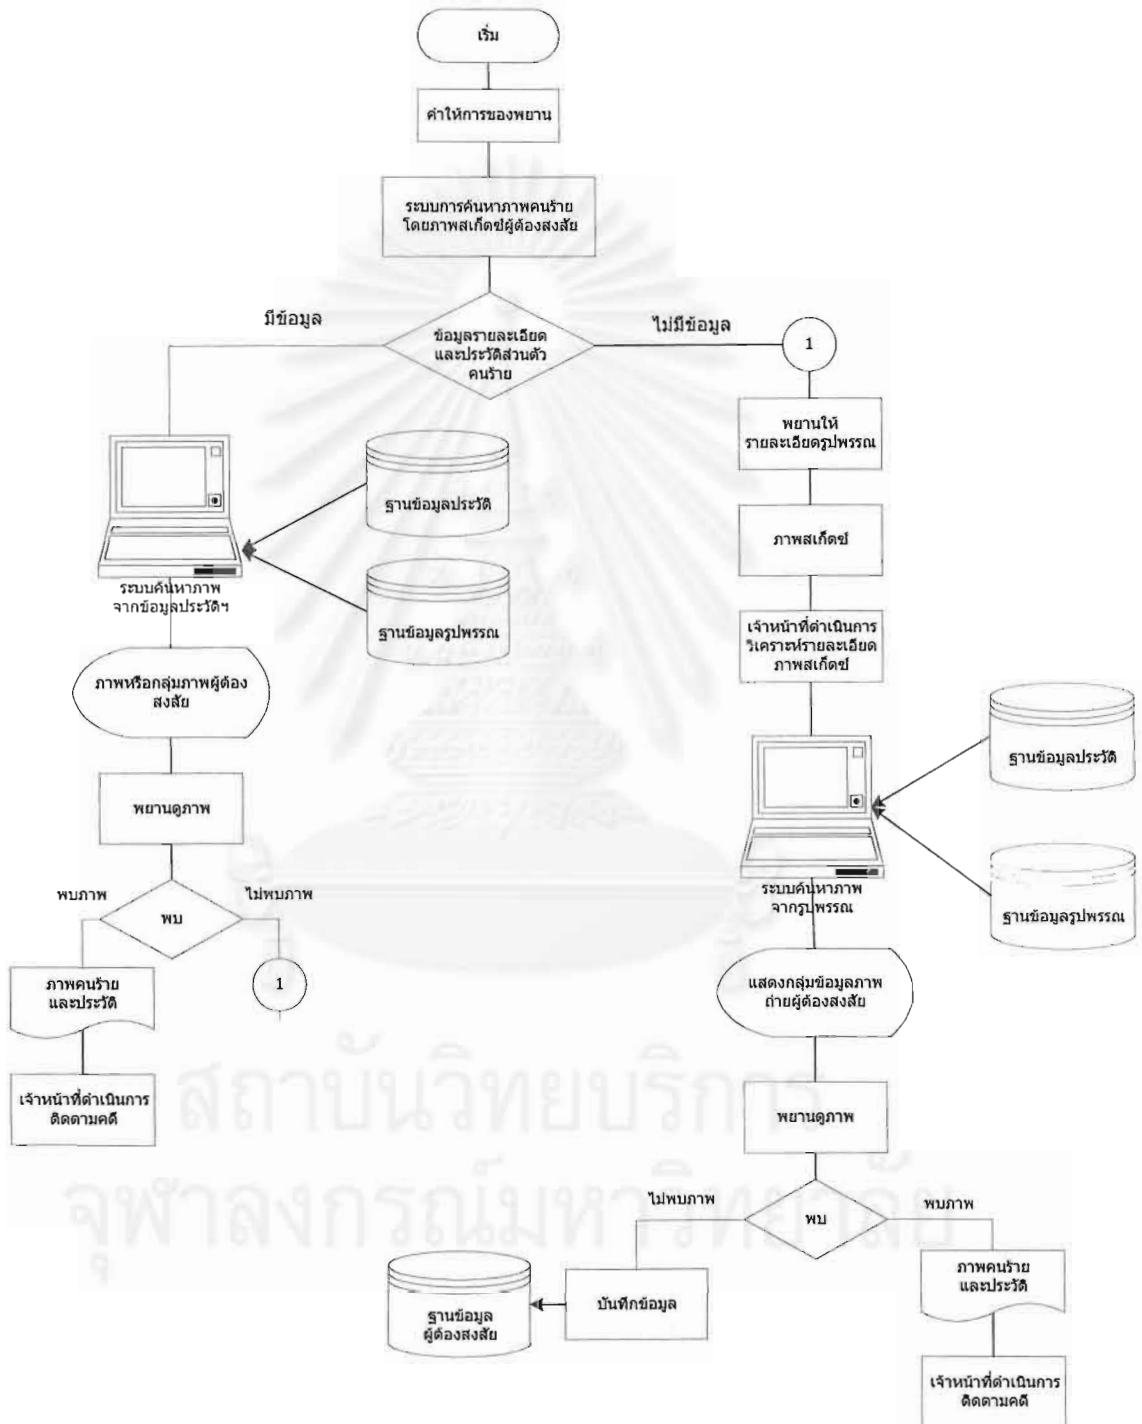 เริ่ม
คำให้การของพยาน
ระบบการค้นหาภาพคนร้าย
โดยภาพสเก็ตช์ผู้ต้องสงสัย
มีข้อมูล
ข้อมูลรายละเอียด
และประวัติส่วนตัว
คนร้าย
ไม่มีข้อมูล
1
พยานให้
รายละเอียดรูปพรรณ
ฐานข้อมูลประวัติ
ภาพสเก็ตช์
ระบบค้นหาภาพ
จากข้อมูลประวัติฯ
ฐานข้อมูลรูปพรรณ
เจ้าหน้าที่ดำเนินการ
วิเคราะห์รายละเอียด
ภาพสเก็ตช์
ภาพหรือกลุ่มภาพผู้ต้อง
สงสัย
ฐานข้อมูลประวัติ
พยานดูภาพ
ระบบค้นหาภาพ
จากรูปพรรณ
ฐานข้อมูลรูปพรรณ
พบภาพ
พบ
ไม่พบภาพ
1
ภาพคนร้าย
และประวัติ
แสดงกลุ่มข้อมูลภาพ
ถ่ายผู้ต้องสงสัย
เจ้าหน้าที่ดำเนินการ
ติดตามคดี
พยานดูภาพ
สถาบันวิทยบริการ
จุฬาลงกรณ์มหาวิทยาลัย
ไม่พบภาพ
พบ
พบภาพ
ภาพคนร้าย
และประวัติ
บันทึกข้อมูล
ฐานข้อมูล
ผู้ต้องสงสัย
เจ้าหน้าที่ดำเนินการ
ติดตามคดี